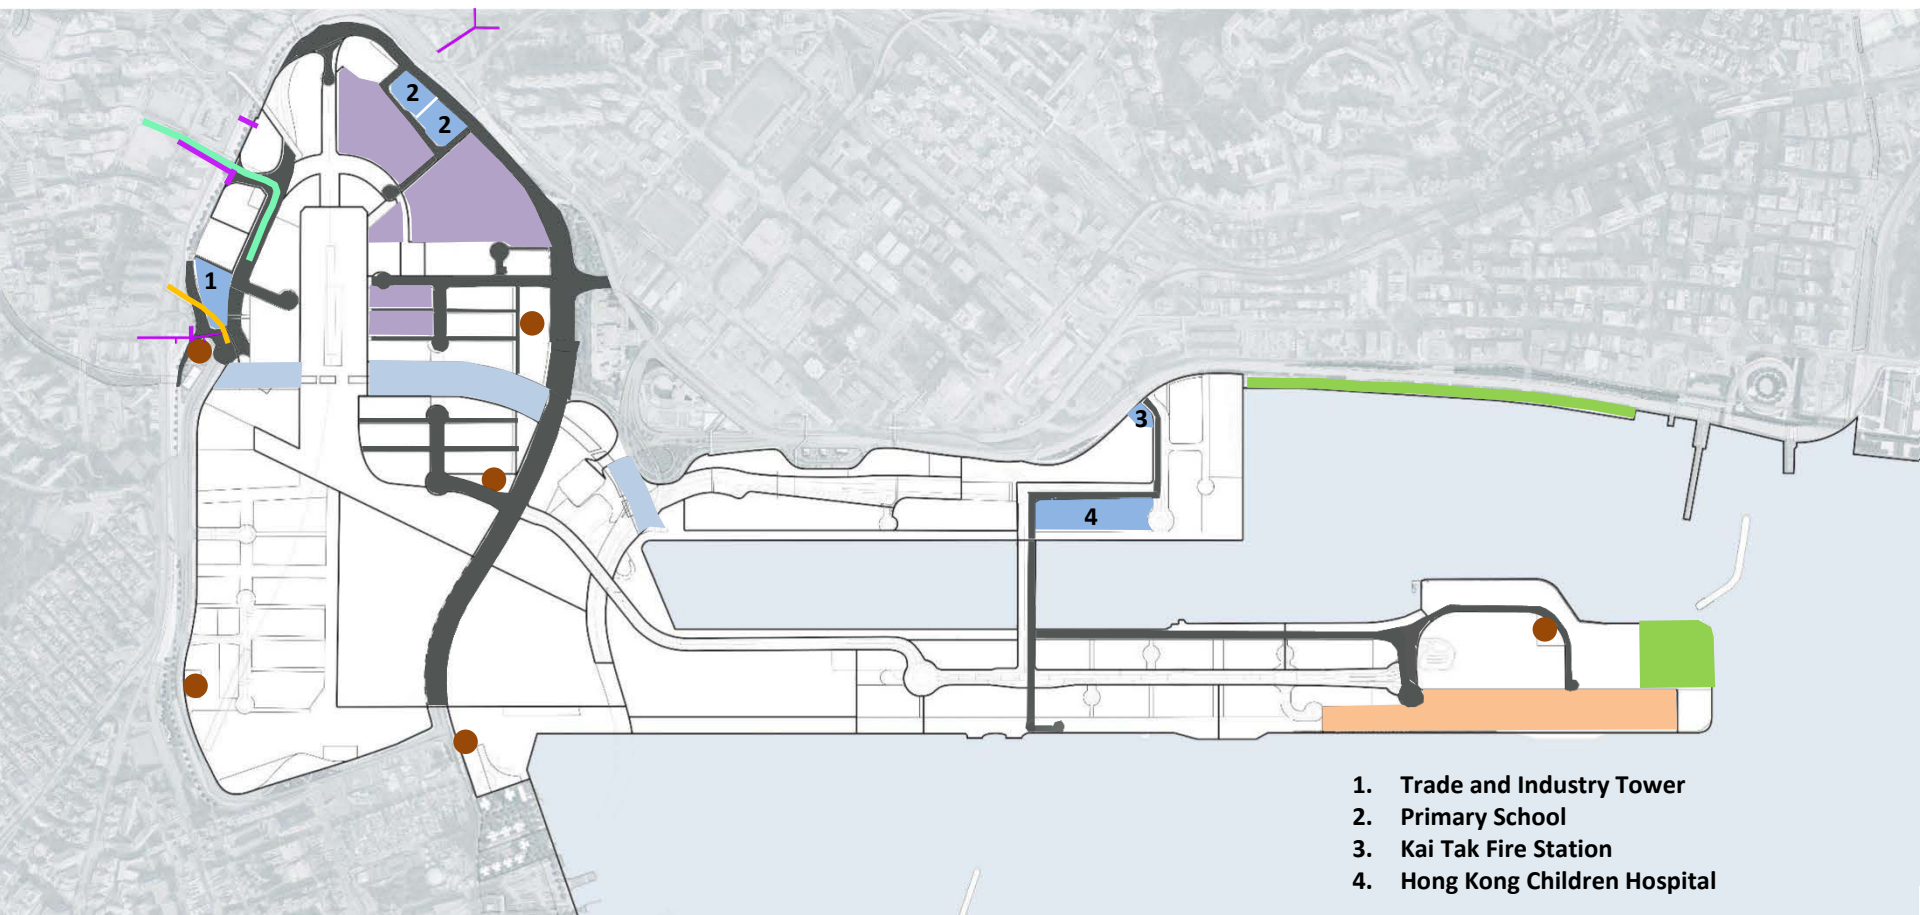 2
2
1
3
4
1. Trade and Industry Tower
2. Primary School
3. Kai Tak Fire Station
4. Hong Kong Children Hospital